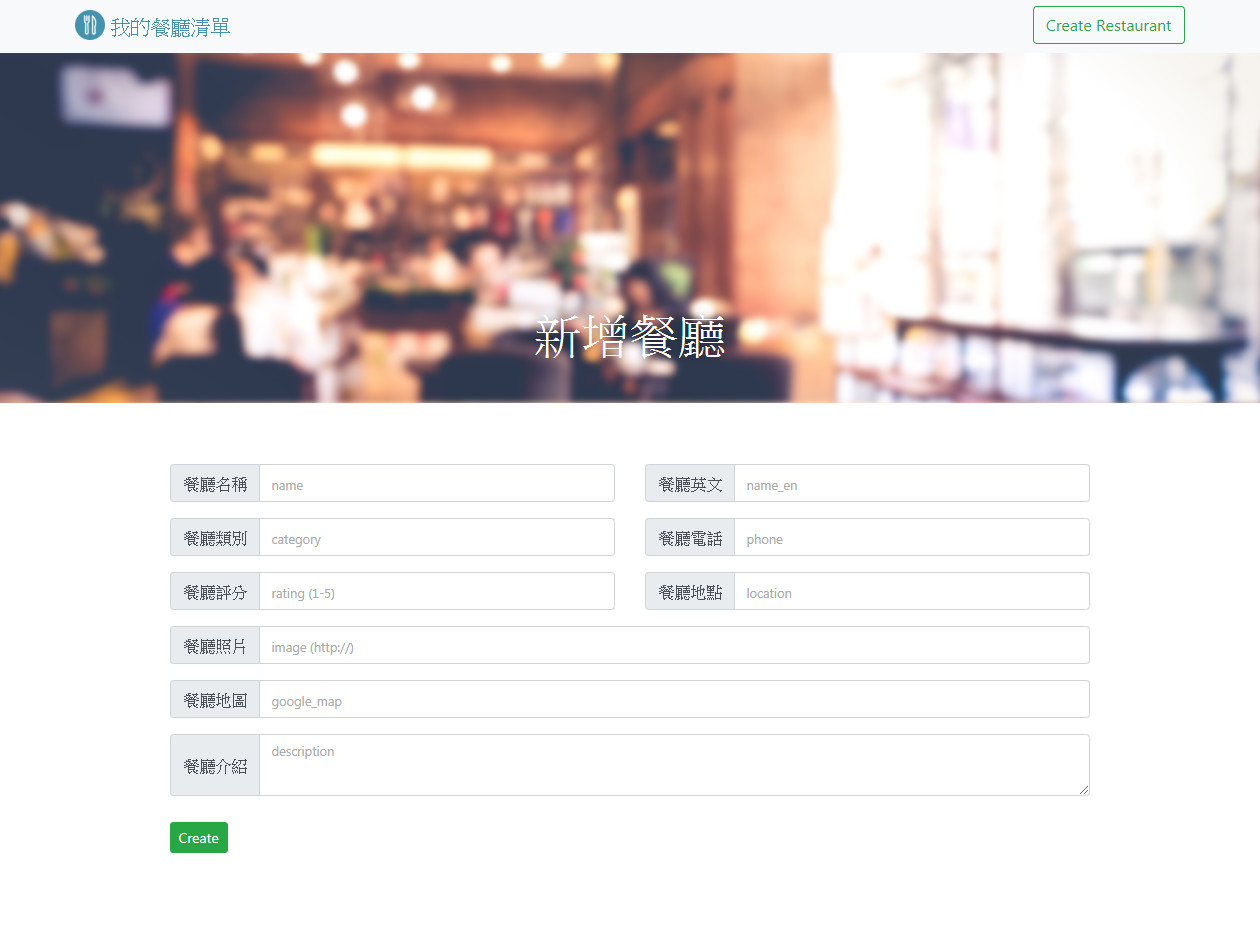 我的餐廳清單
Create Restaurant
新增餐廳
餐廳名稱 name
餐廳英文 name_en
餐廳類別 category
餐廳電話 phone
餐廳評分 rating (1-5)
餐廳地點 location
餐廳照片 image (http://)
餐廳地圖 google_map
餐廳介紹 description
Create